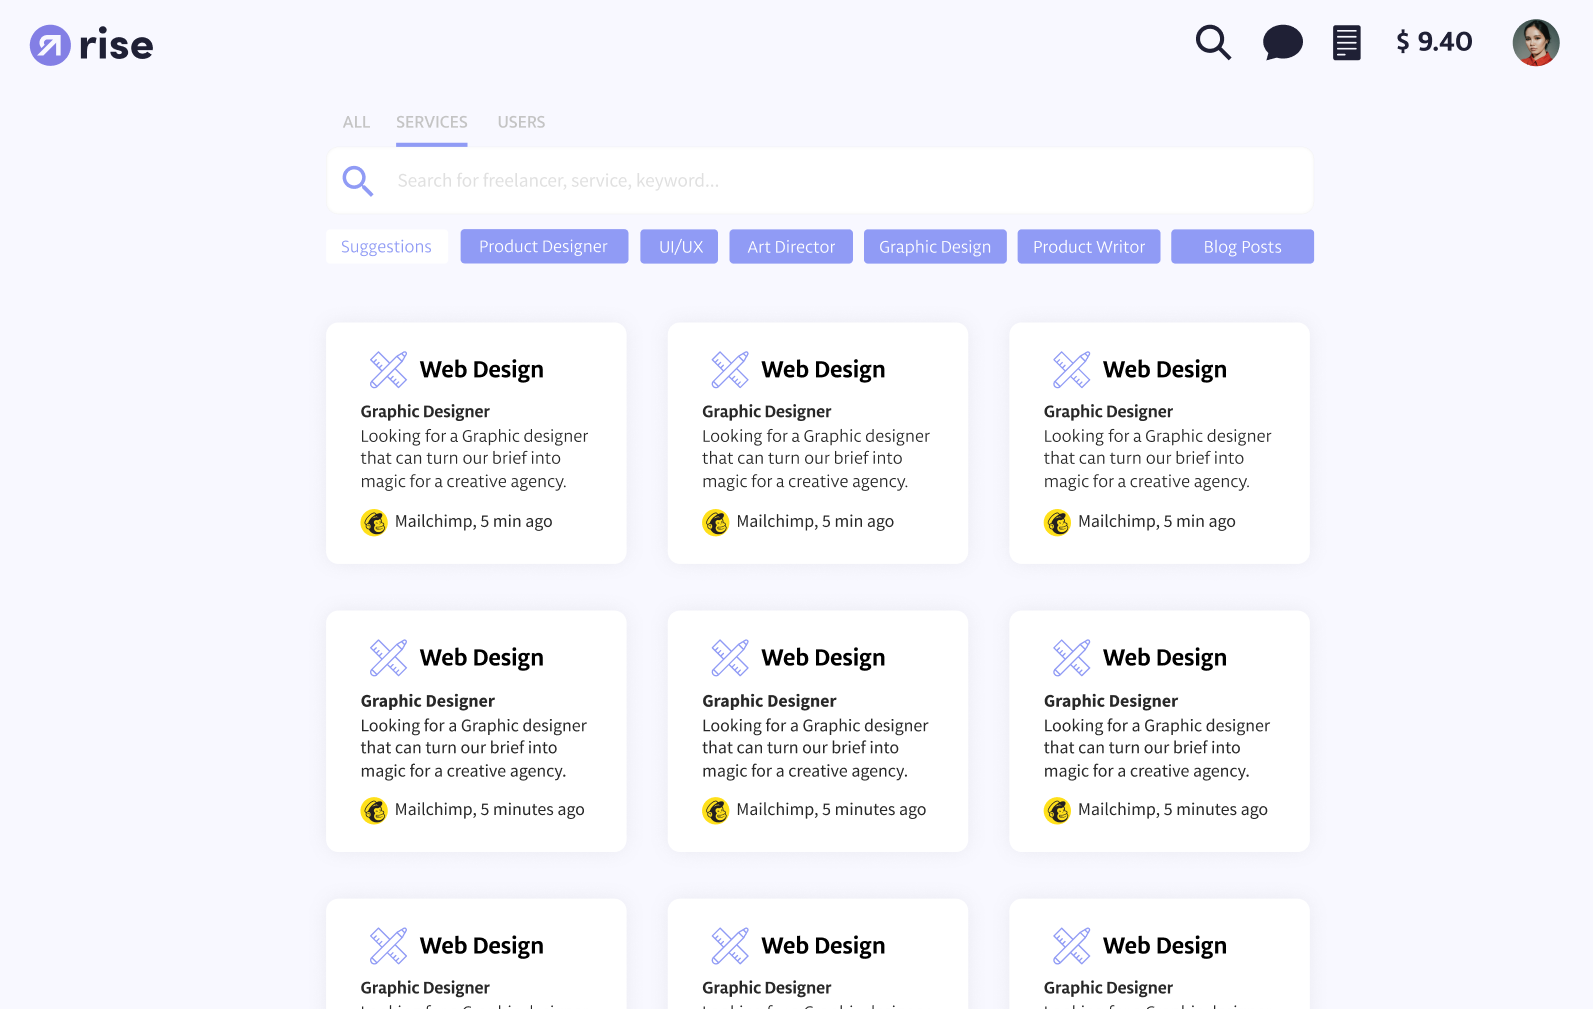 rise
$ 9.40
ALL SERVICES USERS
Search for freelancer, service, keyword...
Suggestions Product Designer UI/UX Art Director Graphic Design Product Writor Blog Posts
Web Design
Graphic Designer
Looking for a Graphic designer
that can turn our brief into
magic for a creative agency.
Mailchimp, 5 min ago
Web Design
Graphic Designer
Looking for a Graphic designer
that can turn our brief into
magic for a creative agency.
Mailchimp, 5 min ago
Web Design
Graphic Designer
Looking for a Graphic designer
that can turn our brief into
magic for a creative agency.
Mailchimp, 5 min ago
Web Design
Graphic Designer
Looking for a Graphic designer
that can turn our brief into
magic for a creative agency.
Mailchimp, 5 minutes ago
Web Design
Graphic Designer
Looking for a Graphic designer
that can turn our brief into
magic for a creative agency.
Mailchimp, 5 minutes ago
Web Design
Graphic Designer
Looking for a Graphic designer
that can turn our brief into
magic for a creative agency.
Mailchimp, 5 minutes ago
Web Design
Graphic Designer
Web Design
Graphic Designer
Web Design
Graphic Designer